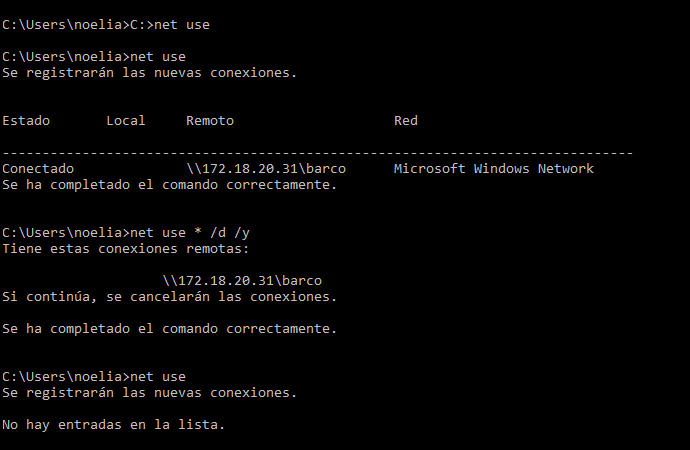 C:\Users\noelia>C:>net use
C:\Users\noelia>net use
Se registrarán las nuevas conexiones.
Estado Local Remoto Red
-------------------------------------------------------------------------------
Conectado \\172.18.20.31\barco Microsoft Windows Network
Se ha completado el comando correctamente.
C:\Users\noelia>net use * /d /y
Tiene estas conexiones remotas:
\\172.18.20.31\barco
Si continúa, se cancelarán las conexiones.
Se ha completado el comando correctamente.
C:\Users\noelia>net use
Se registrarán las nuevas conexiones.
No hay entradas en la lista.